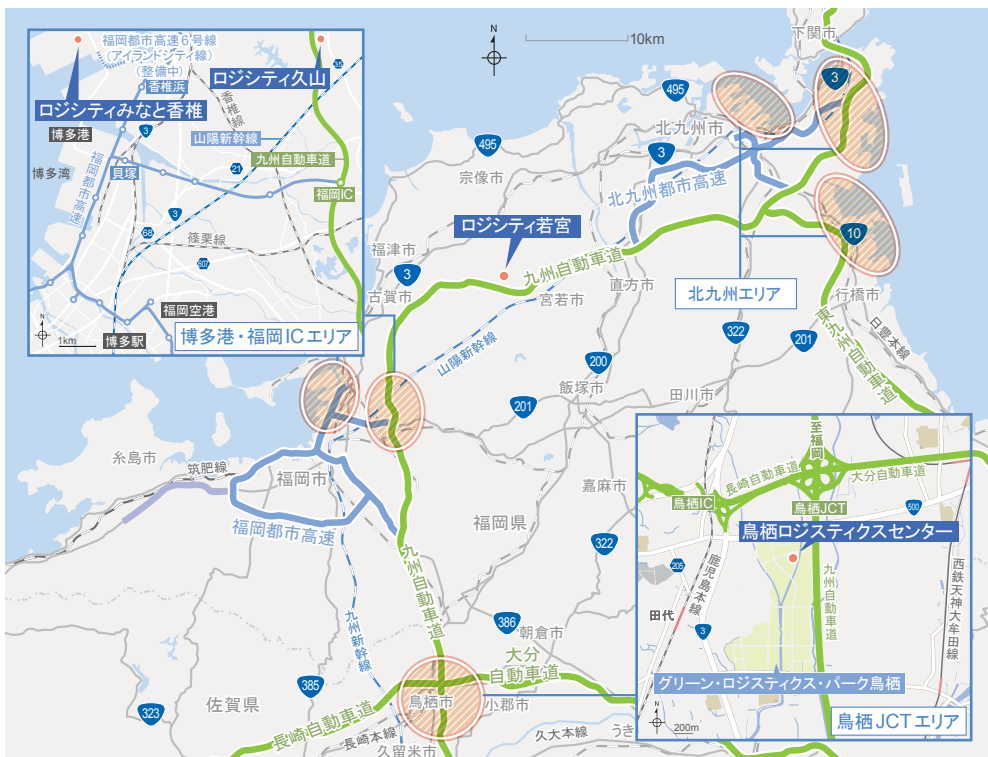 福岡都市高速6号線
(アイランドシティ線)
(整備中)
香椎浜
ロジシティみなと香椎
ロジシティ久山
35
香椎線
博多港
3
山陽新幹線
九州自動車道
博多湾
福岡都市高速
貝塚
21
福岡IC
3
68
篠栗線
607
福岡空港
博多駅
N
1km
博多港・福岡ICエリア
N
10km
下関市
3
495
北九州市
495
3
宗像市
北九州都市高速
10
ロジシティ若宮
福津市
3
九州自動車道
古賀市
宮若市
直方市
北九州エリア
行橋市
322
201
日豊本線
東九州自動車道
山陽新幹線
200
飯塚市
田川市
201
糸島市
筑肥線
福岡市
福岡都市高速
嘉麻市
福岡県
322
九州自動車道
九州新幹線
386
朝倉市
大分
自動車道
385
佐賀県
323
鳥栖市
小郡市
長崎自動車道
長崎本線
久留米市
久大本線
うき
至福岡
長崎自動車道
大分自動車道
鳥栖IC
鳥栖JCT
500
鳥栖ロジスティクスセンター
205
鹿児島本線
九州自動車道
西鉄天神大牟田線
田代
3
グリーン・ロジスティクス・パーク鳥栖
N
200m
鳥栖JCTエリア